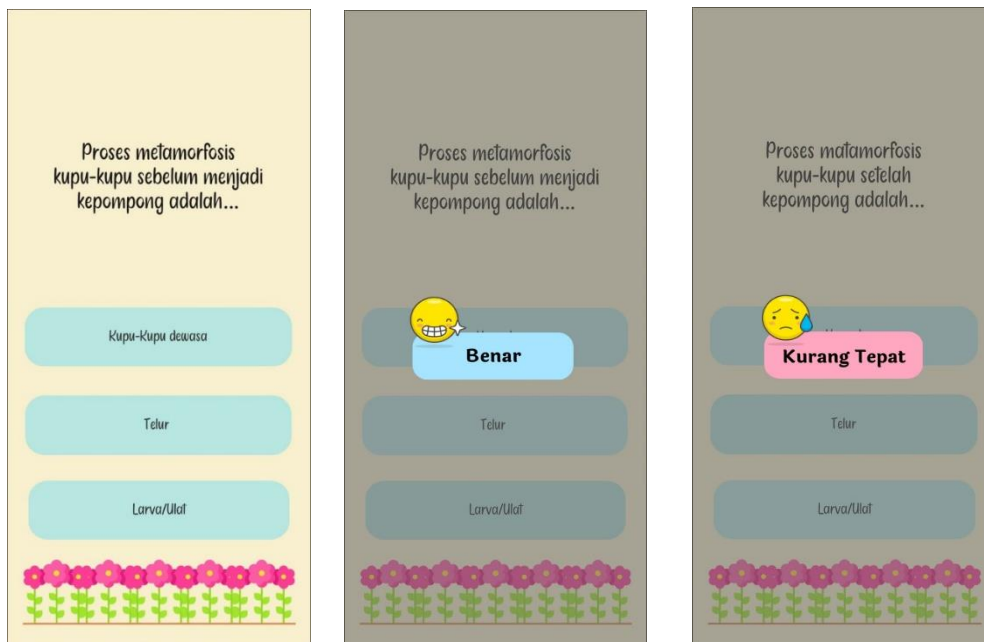 Proses metamorfosis
kupu-kupu sebelum menjadi
kepompong adalah...
Kupu-Kupu dewasa
Telur
Larva/Ulat
Proses metamorfosis
kupu-kupu sebelum menjadi
kepompong adalah...
Benar
Telur
Larva/Ulat
Proses matamorfosis
kupu-kupu setelah
kepompong adalah...
Kurang Tepat
Telur
Larva/Ulat